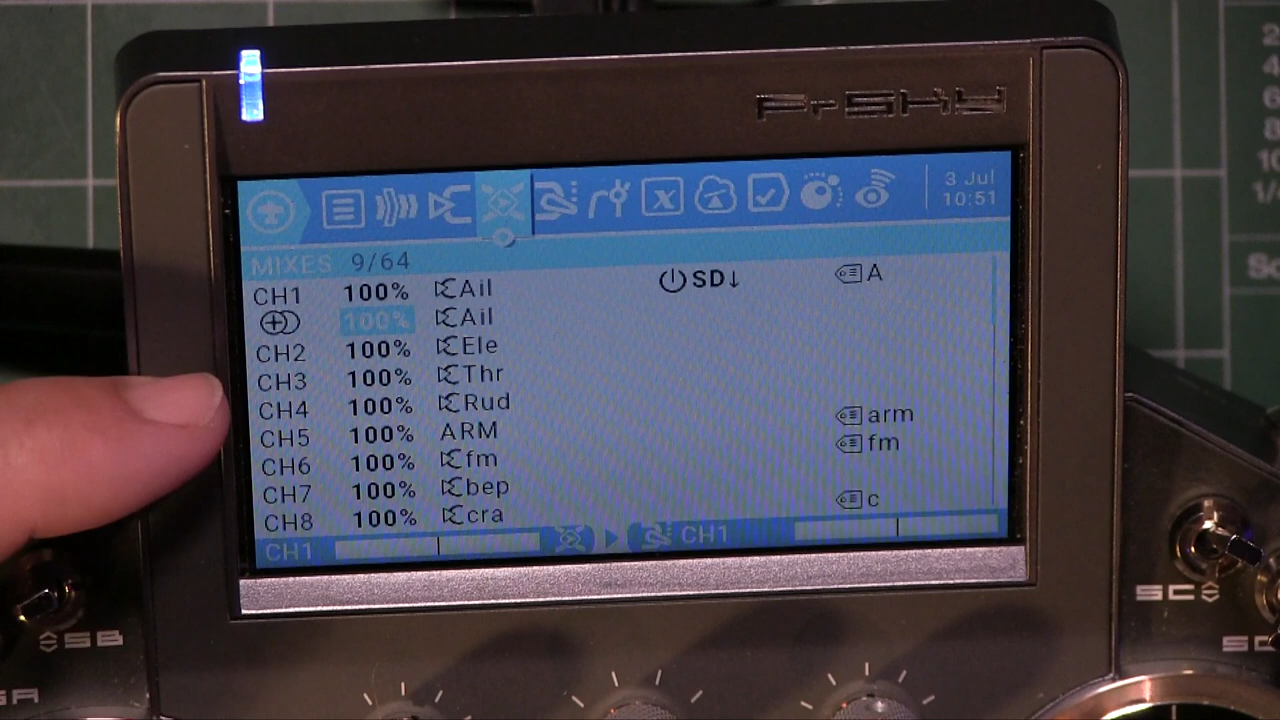 FrSKY
3 Jul
10:51
MIXES 9/64
CH1 100% Ail SD↓ A
100% Ail
CH2 100% Ele
CH3 100% Thr
CH4 100% Rud
CH5 100% ARM arm
CH6 100% fm fm
CH7 100% bep
CH8 100% cra c
CH1 CH1
SB
SC